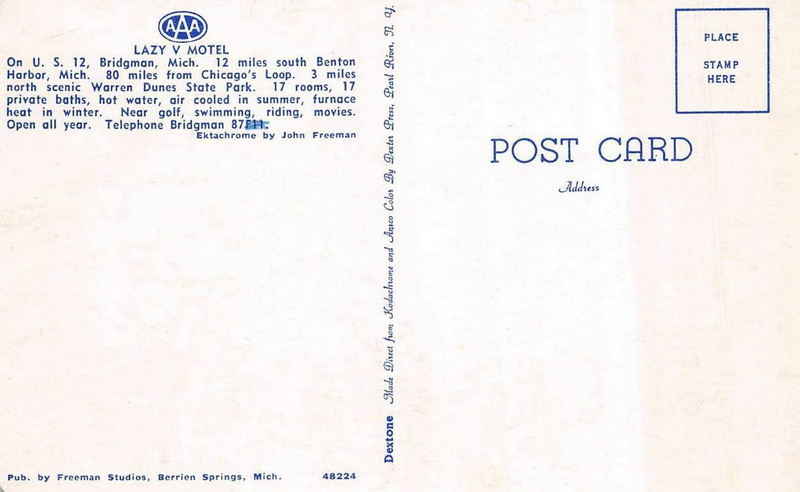 AAA
LAZY V MOTEL
On U. S. 12, Bridgman, Mich. 12 miles south Benton
Harbor, Mich. 80 miles from Chicago's Loop. 3 miles
north scenic Warren Dunes State Park. 17 rooms, 17
private baths, hot water, air cooled in summer, furnace
heat in winter. Near golf, swimming, riding, movies.
Open all year. Telephone Bridgman
Ektachrome by John Freeman
Pub. by Freeman Studios, Berrien Springs, Mich. 48224
Dextone Made Direct from Kodachrome and Ansco Color By Dexter Press, Pearl River, N. Y.
PLACE
STAMP
HERE
POST CARD
Address